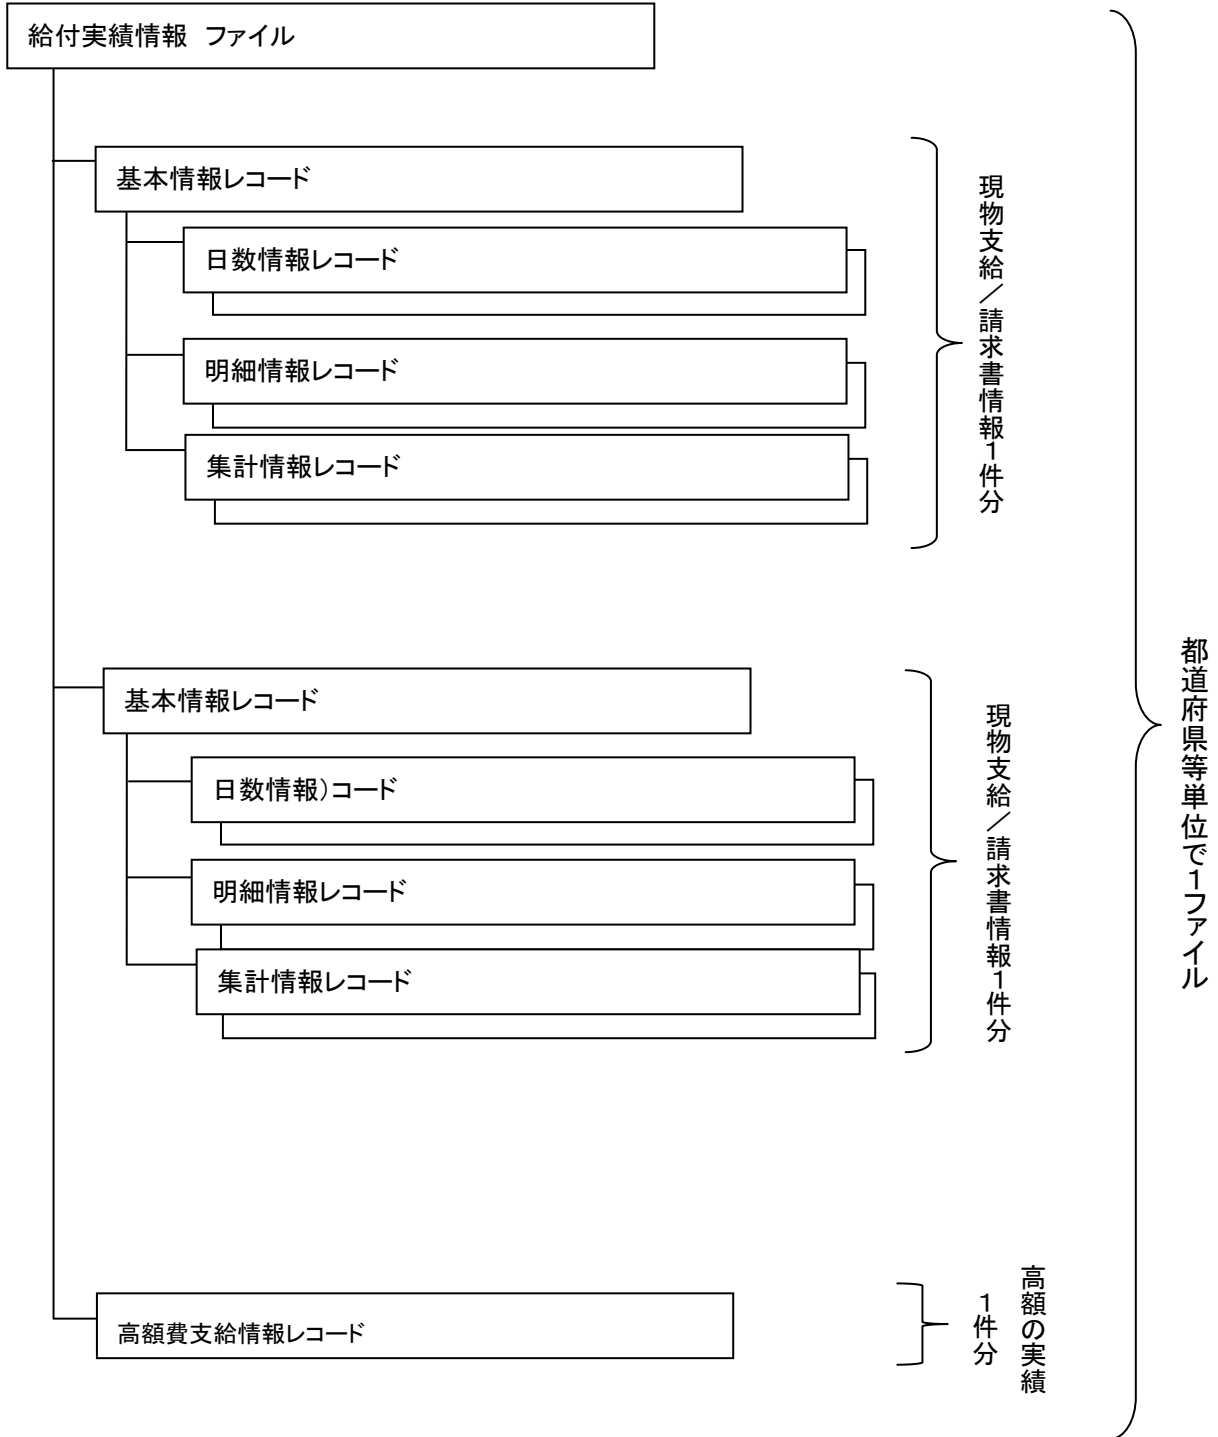 給付実績情報　ファイル
基本情報レコード
日数情報レコード
明細情報レコード
集計情報レコード
現物支給／請求書情報１件分
基本情報レコード
日数情報）コード
明細情報レコード
集計情報レコード
現物支給／請求書情報１件分
高額費支給情報レコード
高額の実績
１件分
都道府県等単位で１ファイル